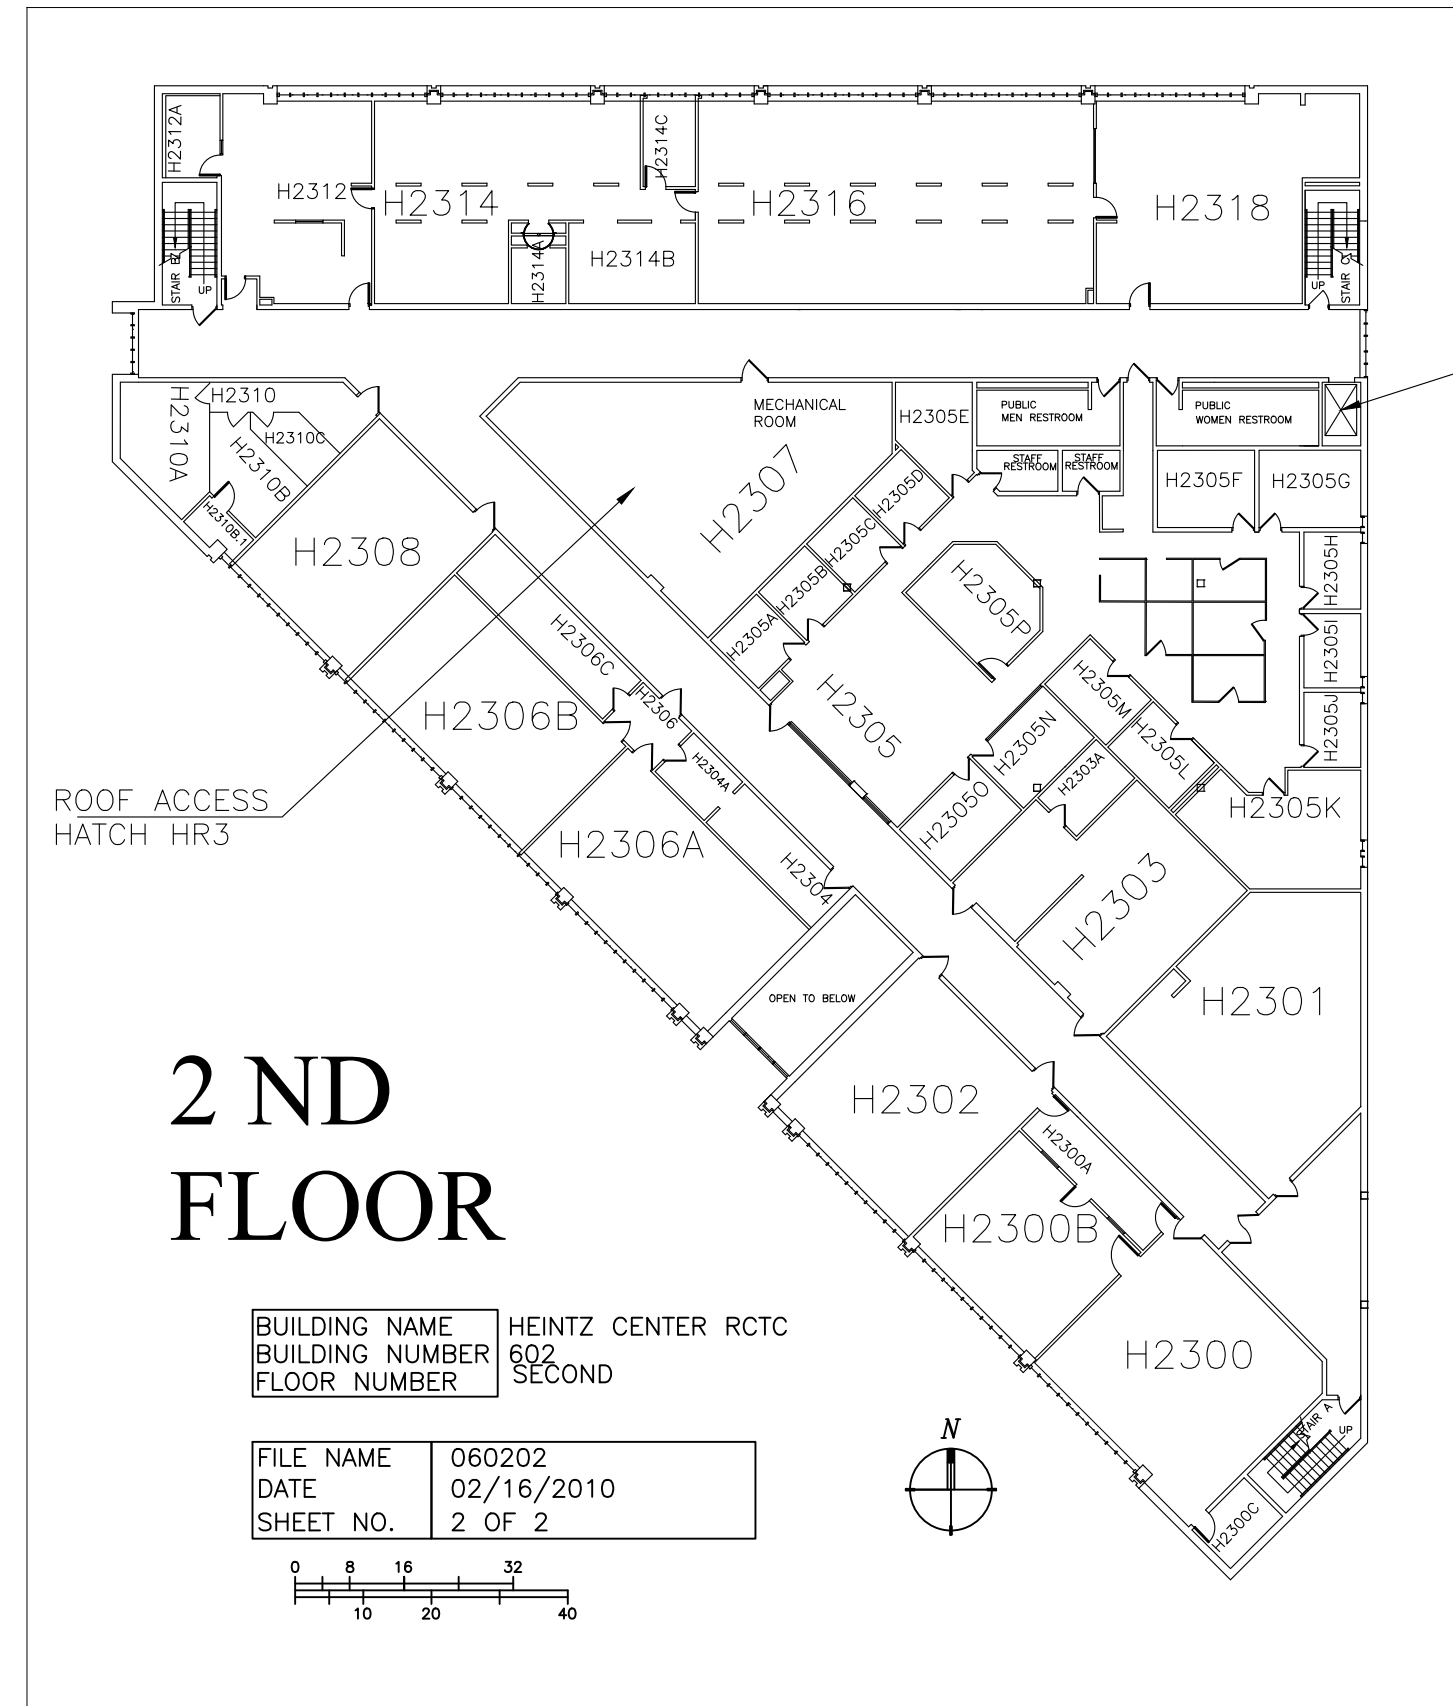 H2312A
H2312
H2314
H2314C
H2316
H2318
H2314A
H2314B
STAIR B
UP
STAIR C
UP
H2310
H2310A
H2310C
H2310B
H2310B.1
MECHANICAL
ROOM
H2305E
PUBLIC
MEN RESTROOM
PUBLIC
WOMEN RESTROOM
STAFF
RESTROOM
STAFF
RESTROOM
H2305F
H2305G
H2307
H2305D
H2305C
H2305B
H2305A
H2308
H2305P
H2305H
H2305I
H2305J
H2306C
H2306
H2306B
H2305
H2305M
H2305N
H2305L
H2303A
H2305O
H2305K
H2304A
ROOF ACCESS
HATCH HR3
H2306A
H2304
H2303
OPEN TO BELOW
H2301
2 ND
FLOOR
H2302
H2300A
H2300B
H2300
STAIR A
UP
H2300C
BUILDING NAME HEINTZ CENTER RCTC
BUILDING NUMBER 602
FLOOR NUMBER SECOND
FILE NAME 060202
DATE 02/16/2010
SHEET NO. 2 OF 2
N
0 8 16 32
10 20 40